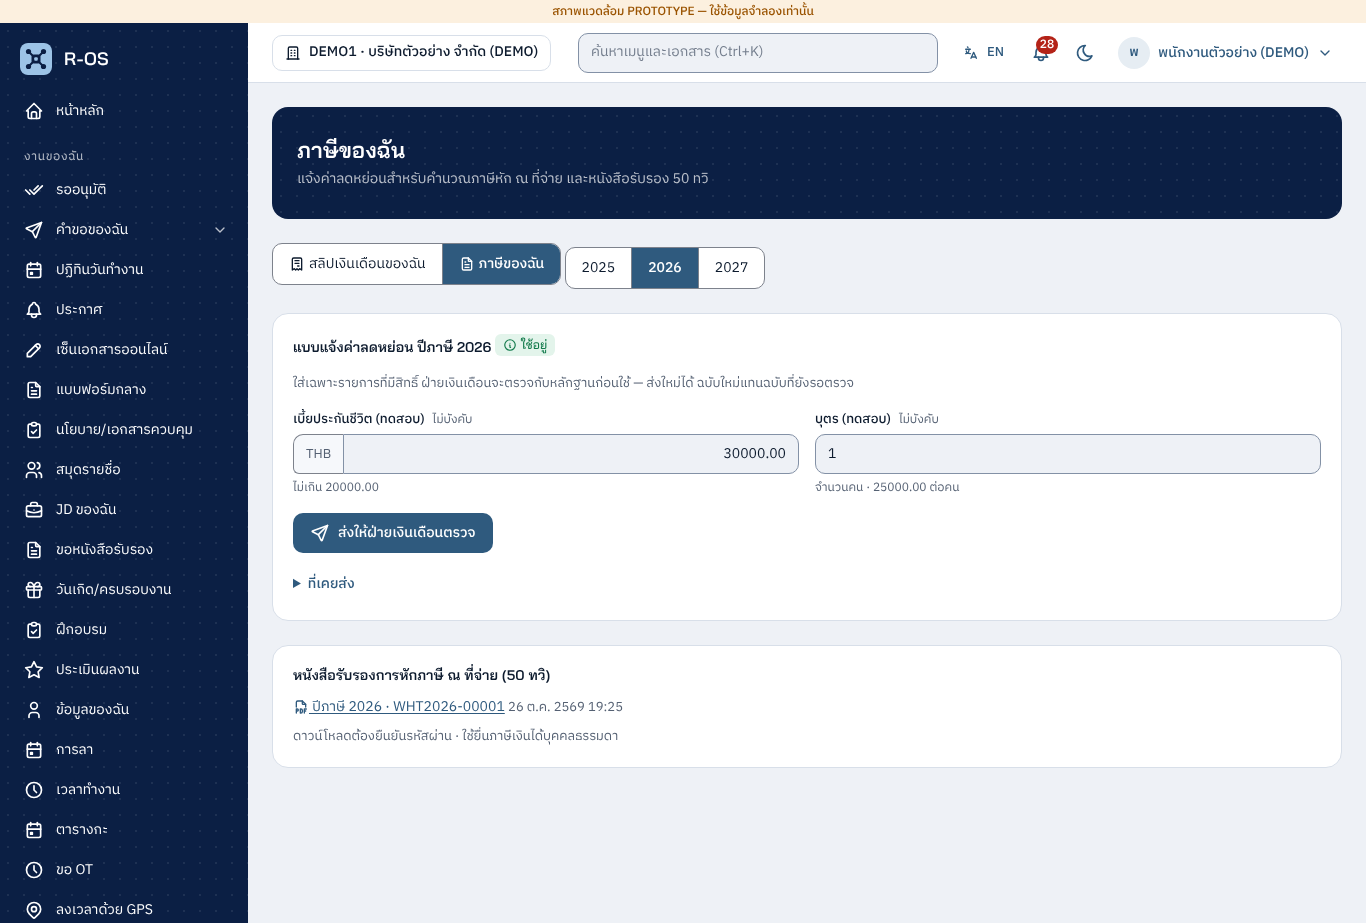 สภาพแวดล้อม PROTOTYPE — ใช้ข้อมูลจำลองเท่านั้น
R-OS
DEMO1 · บริษัทตัวอย่าง จำกัด (DEMO)
ค้นหาเมนูและเอกสาร (Ctrl+K)
EN
28
พ
พนักงานตัวอย่าง (DEMO)
หน้าหลัก
งานของฉัน
รออนุมัติ
คำขอของฉัน
ปฏิทินวันทำงาน
ประกาศ
เซ็นเอกสารออนไลน์
แบบฟอร์มกลาง
นโยบาย/เอกสารควบคุม
สมุดรายชื่อ
JD ของฉัน
ขอหนังสือรับรอง
วันเกิด/ครบรอบงาน
ฝึกอบรม
ประเมินผลงาน
ข้อมูลของฉัน
การลา
เวลาทำงาน
ตารางกะ
ขอ OT
ลงเวลาด้วย GPS
ภาษีของฉัน
แจ้งค่าลดหย่อนสำหรับคำนวณภาษีหัก ณ ที่จ่าย และหนังสือรับรอง 50 ทวิ
สลิปเงินเดือนของฉัน
ภาษีของฉัน
2025
2026
2027
แบบแจ้งค่าลดหย่อน ปีภาษี 2026
ใช้อยู่
ใส่เฉพาะรายการที่มีสิทธิ์ ฝ่ายเงินเดือนจะตรวจกับหลักฐานก่อนใช้ — ส่งใหม่ได้ ฉบับใหม่แทนฉบับที่ยังรอตรวจ
เบี้ยประกันชีวิต (ทดสอบ) ไม่บังคับ
THB
30000.00
ไม่เกิน 20000.00
บุตร (ทดสอบ) ไม่บังคับ
1
จำนวนคน · 25000.00 ต่อคน
ส่งให้ฝ่ายเงินเดือนตรวจ
ที่เคยส่ง
หนังสือรับรองการหักภาษี ณ ที่จ่าย (50 ทวิ)
PDF ปีภาษี 2026 · WHT2026-00001 26 ต.ค. 2569 19:25
ดาวน์โหลดต้องยืนยันรหัสผ่าน · ใช้ยื่นภาษีเงินได้บุคคลธรรมดา